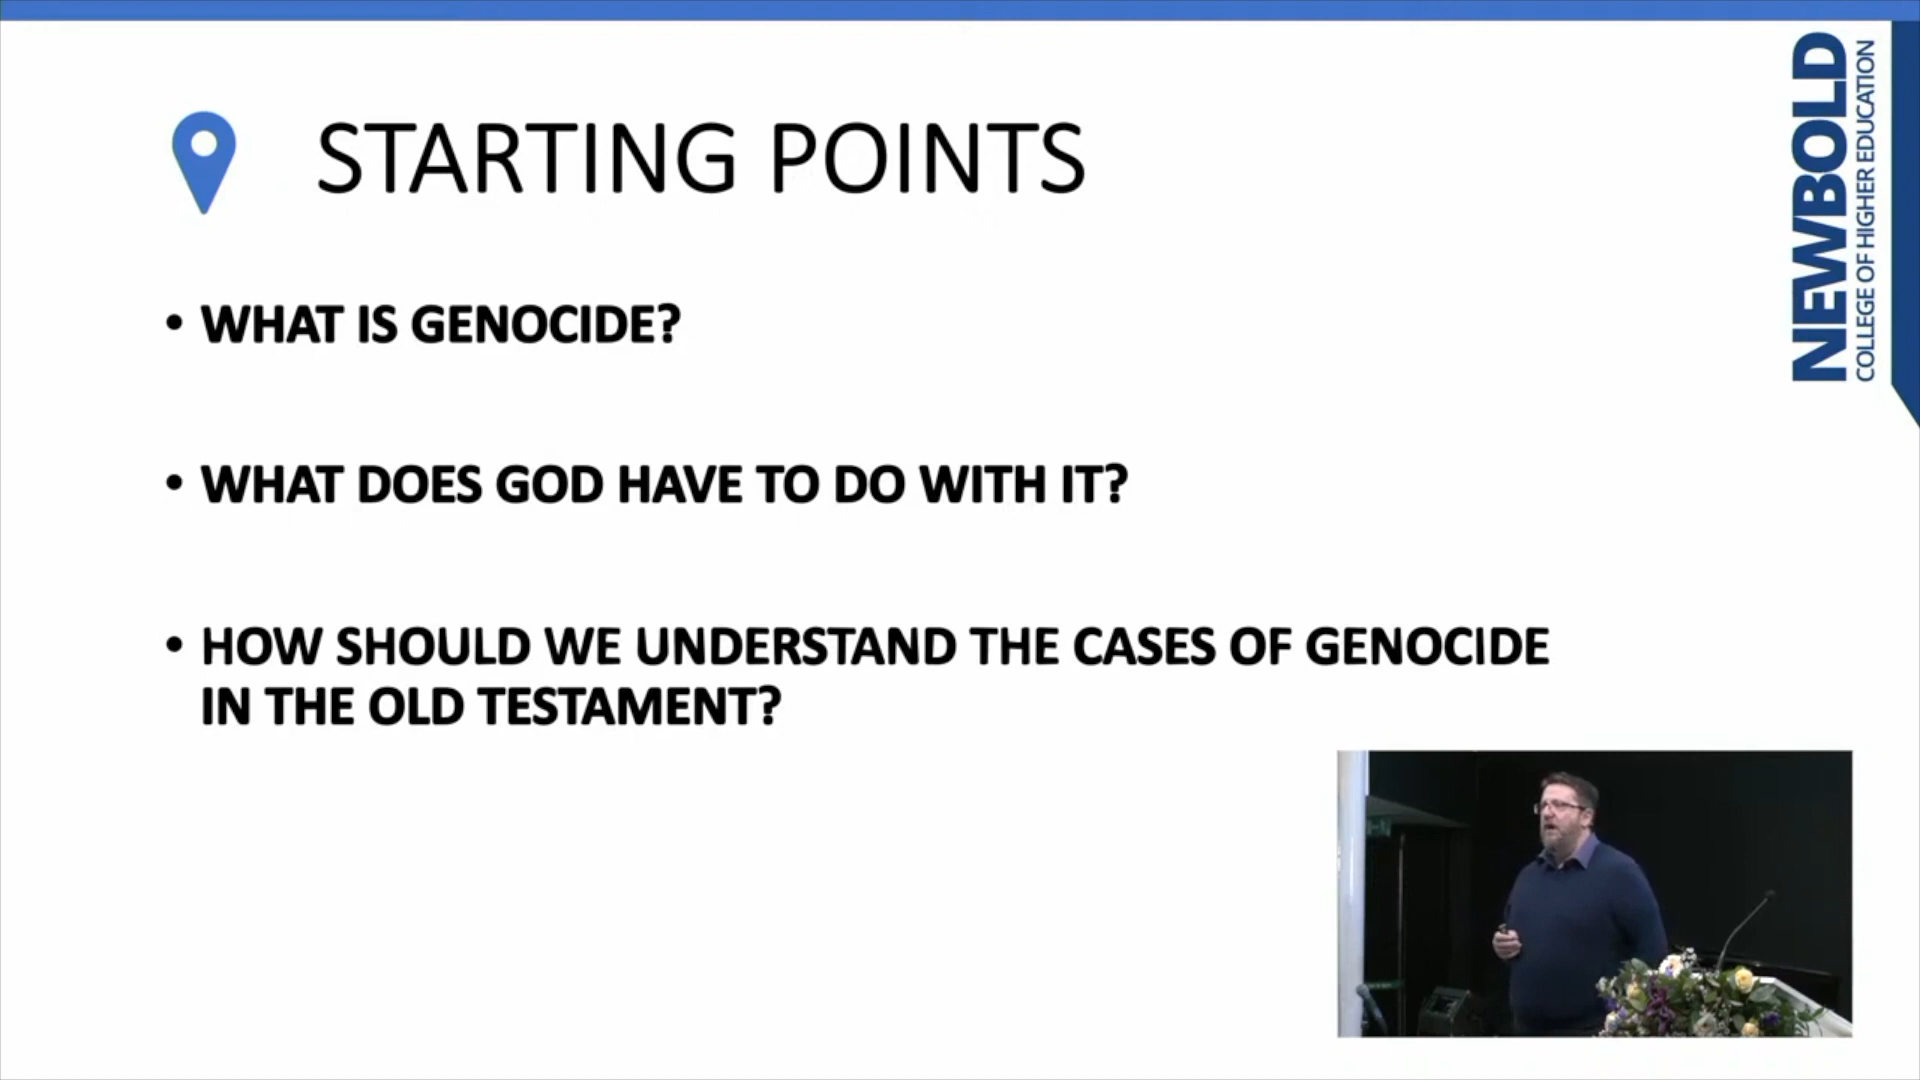 STARTING POINTS
• WHAT IS GENOCIDE?
• WHAT DOES GOD HAVE TO DO WITH IT?
• HOW SHOULD WE UNDERSTAND THE CASES OF GENOCIDE
IN THE OLD TESTAMENT?
NEWBOLD
COLLEGE OF HIGHER EDUCATION